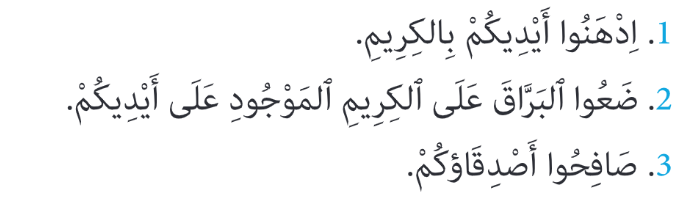 1. اِدْهَنُوا أَيْدِيكُمْ بِالكِرِيمِ.
2. ضَعُوا ٱلبَرَّاقَ عَلَى ٱلكِرِيمِ ٱلمَوْجُودِ عَلَى أَيْدِيكُمْ.
3. صَافِحُوا أَصْدِقَاؤكُمْ.